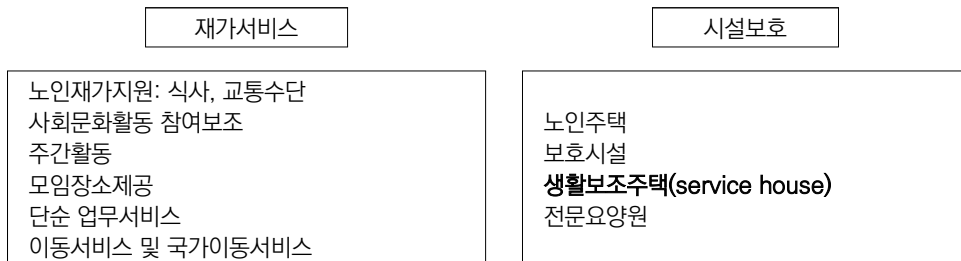 재가서비스
노인재가지원: 식사, 교통수단
사회문화활동 참여보조
주간활동
모임장소제공
단순 업무서비스
이동서비스 및 국가이동서비스
시설보호
노인주택
보호시설
생활보조주택(service house)
전문요양원